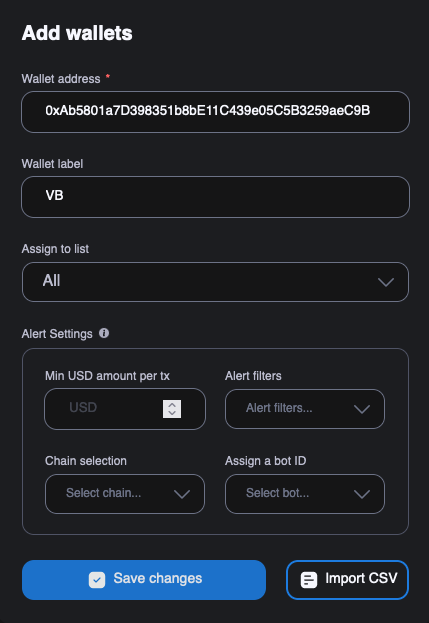 Add wallets
Wallet address *
0xAb5801a7D398351b8bE11C439e05C5B3259aeC9B
Wallet label
VB
Assign to list
All
Alert Settings
Min USD amount per tx
Alert filters
USD
Alert filters...
Chain selection
Assign a bot ID
Select chain...
Select bot...
Save changes
Import CSV